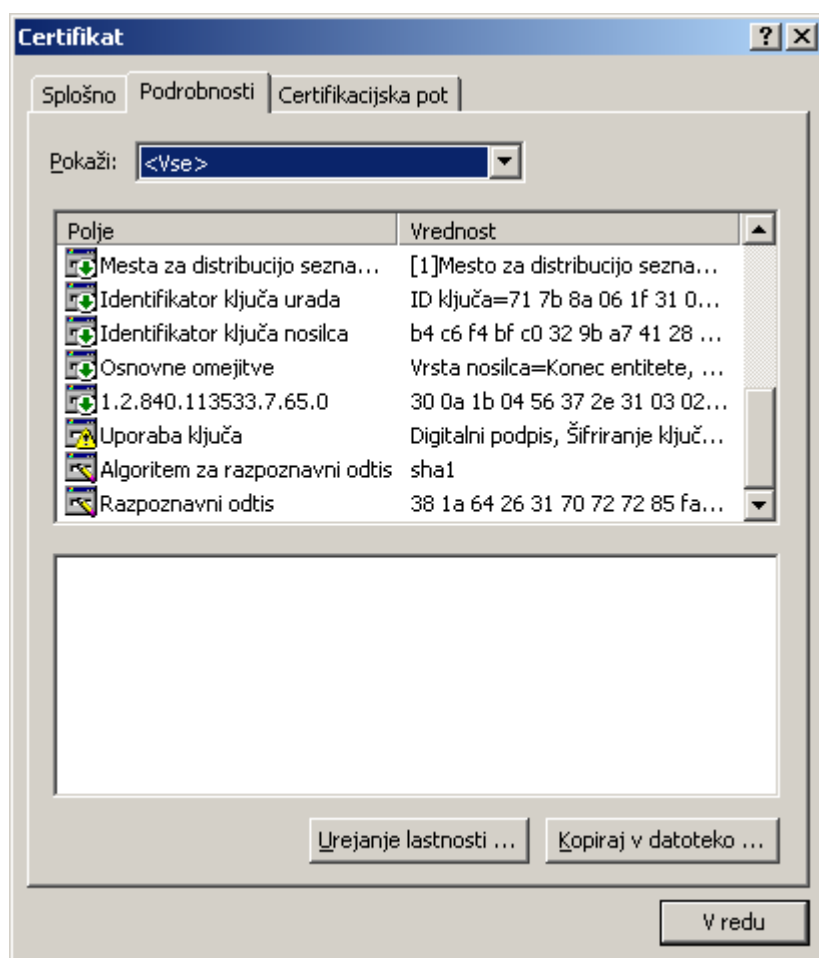 Certifikat
Splošno Podrobnosti Certifikacijska pot
Pokaži: <Vse>
Polje Vrednost
Mesta za distribucijo sezna... [1]Mesto za distribucijo sezna...
Identifikator ključa urada ID ključa=71 7b 8a 06 1f 31 0...
Identifikator ključa nosilca b4 c6 f4 bf c0 32 9b a7 41 28 ...
Osnovne omejitve Vrsta nosilca=Konec entitete, ...
1.2.840.113533.7.65.0 30 0a 1b 04 56 37 2e 31 03 02...
Uporaba ključa Digitalni podpis, Šifriranje ključ...
Algoritem za razpoznavni odtis sha1
Razpoznavni odtis 38 1a 64 26 31 70 72 72 85 fa...
Urejanje lastnosti ... Kopiraj v datoteko ...
V redu